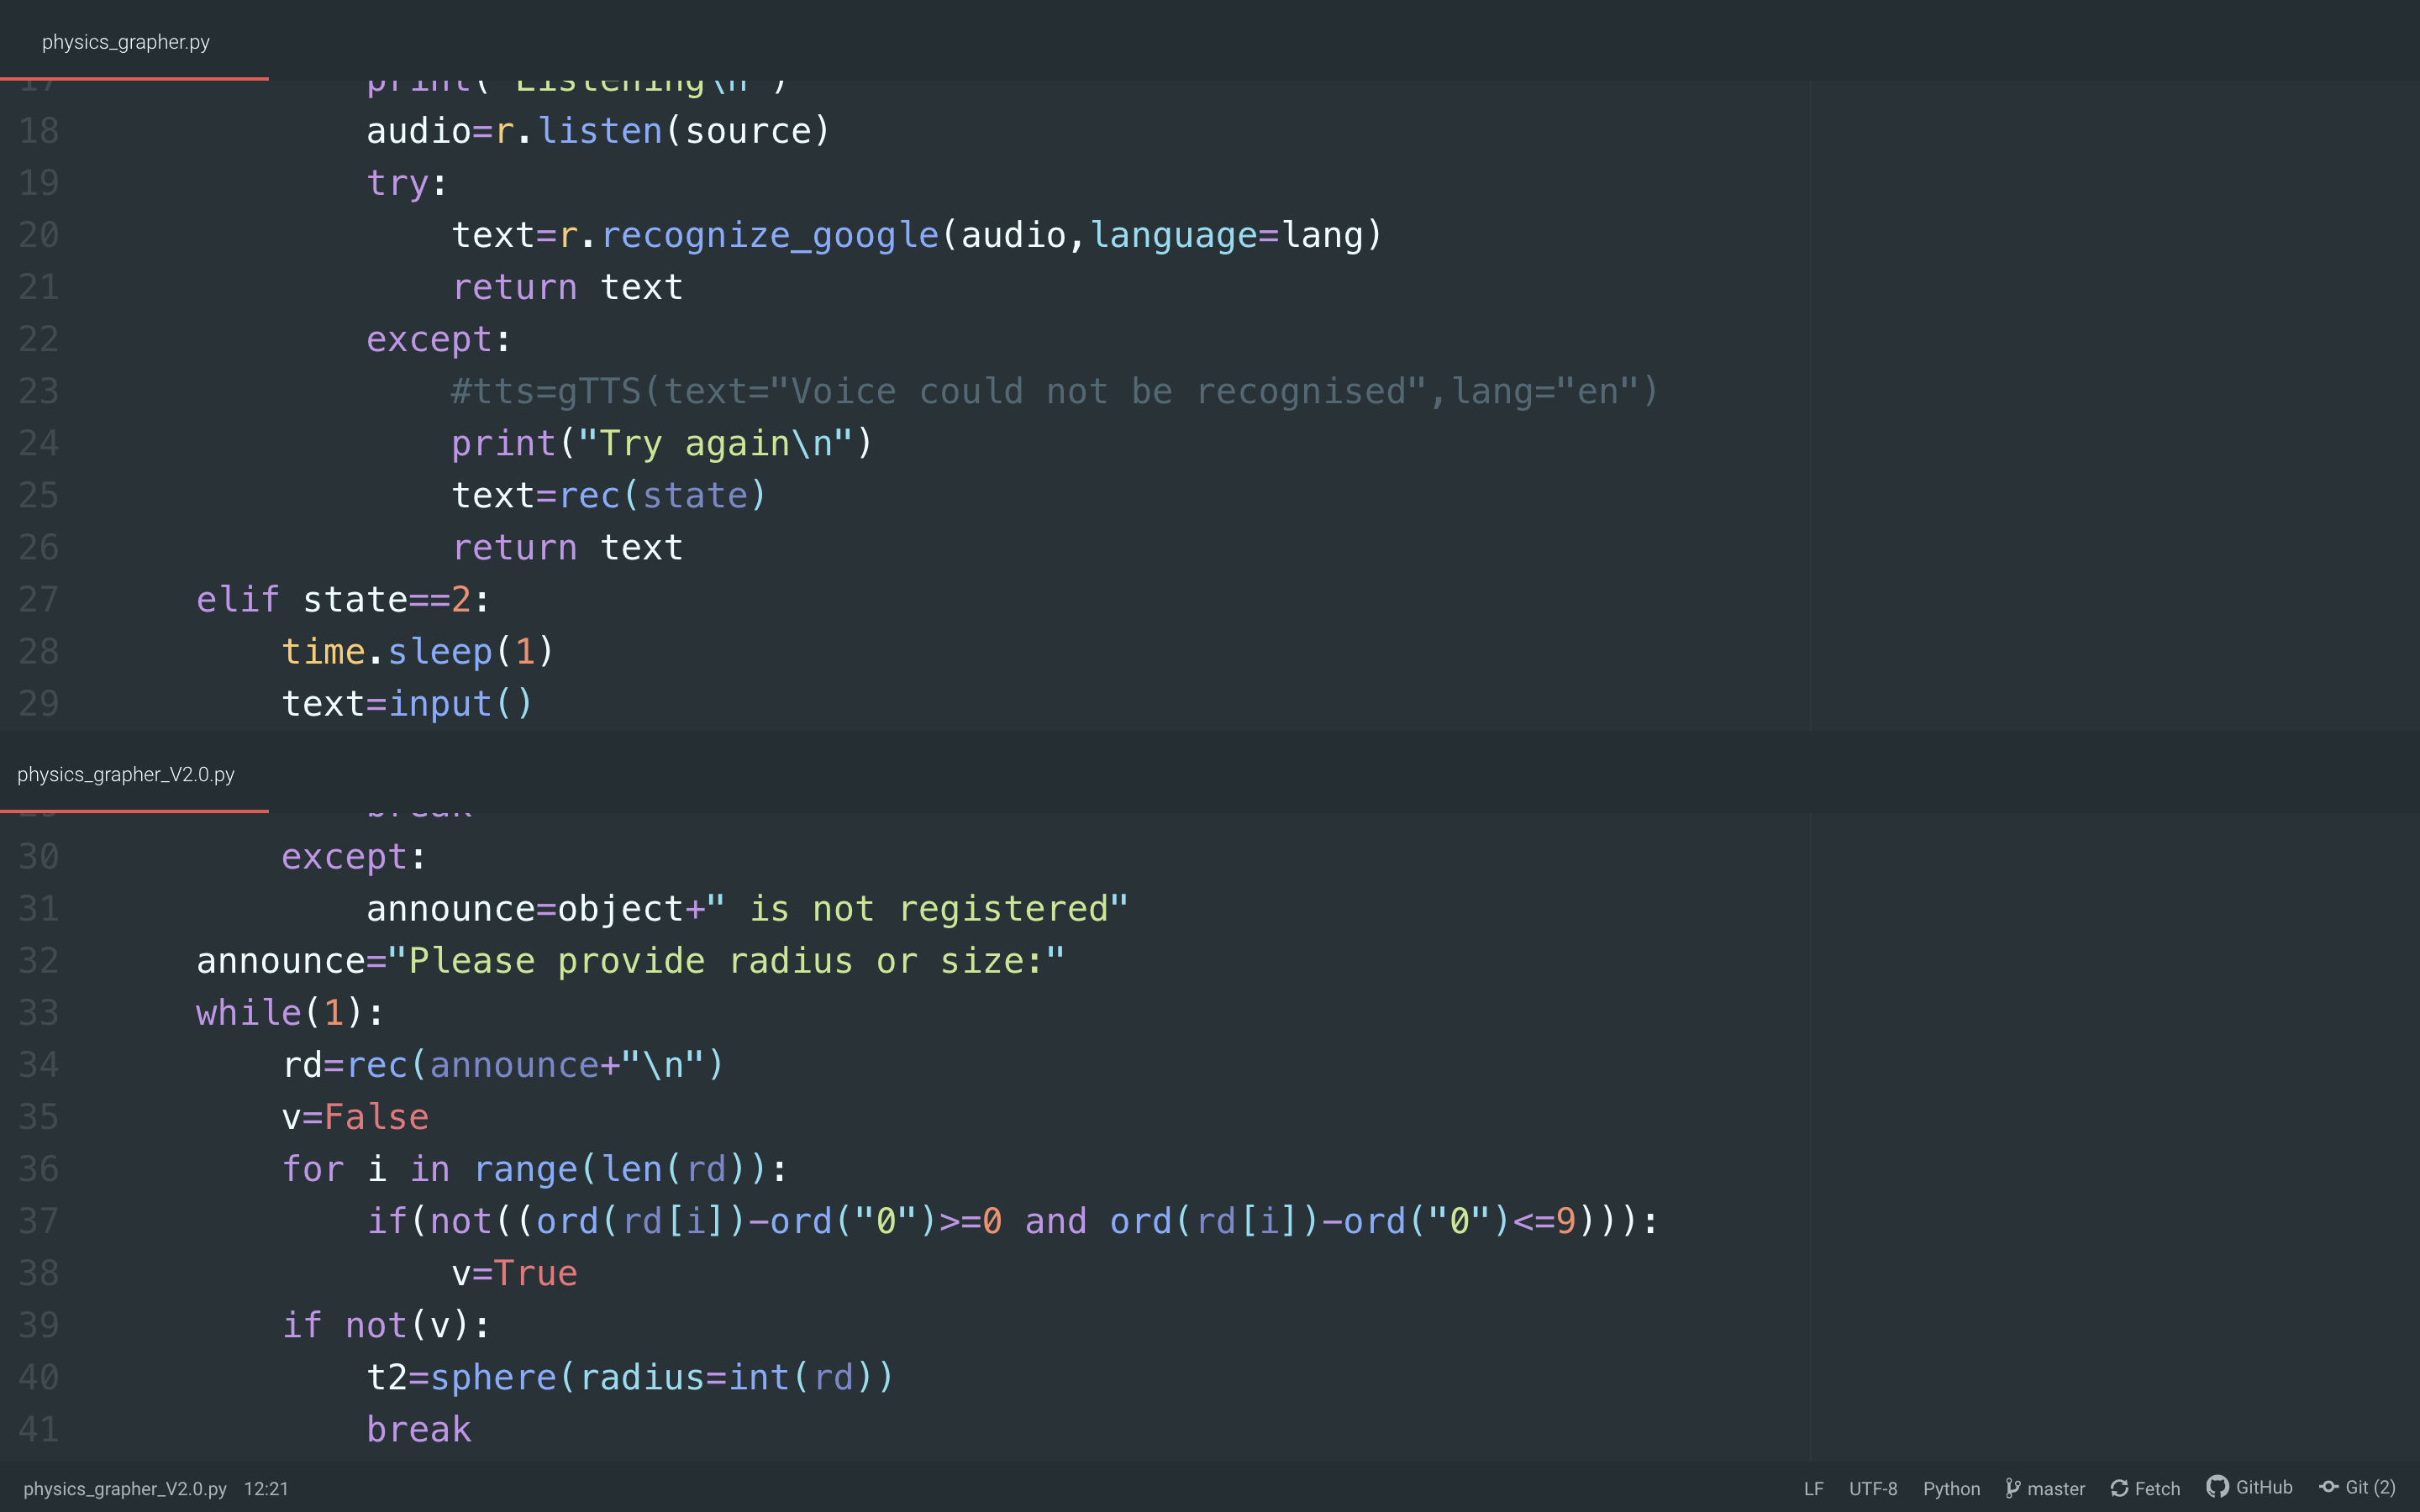 physics_grapher.py
17 print("Listening\n")
18 audio=r.listen(source)
19 try:
20 text=r.recognize_google(audio,language=lang)
21 return text
22 except:
23 #tts=gTTS(text="Voice could not be recognised",lang="en")
24 print("Try again\n")
25 text=rec(state)
26 return text
27 elif state==2:
28 time.sleep(1)
29 text=input()
physics_grapher_V2.0.py
29 break
30 except:
31 announce=object+" is not registered"
32 announce="Please provide radius or size:"
33 while(1):
34 rd=rec(announce+"\n")
35 v=False
36 for i in range(len(rd)):
37 if(not((ord(rd[i])-ord("0")>=0 and ord(rd[i])-ord("0")<=9))):
38 v=True
39 if not(v):
40 t2=sphere(radius=int(rd))
41 break
physics_grapher_V2.0.py 12:21 LF UTF-8 Python master Fetch GitHub Git (2)